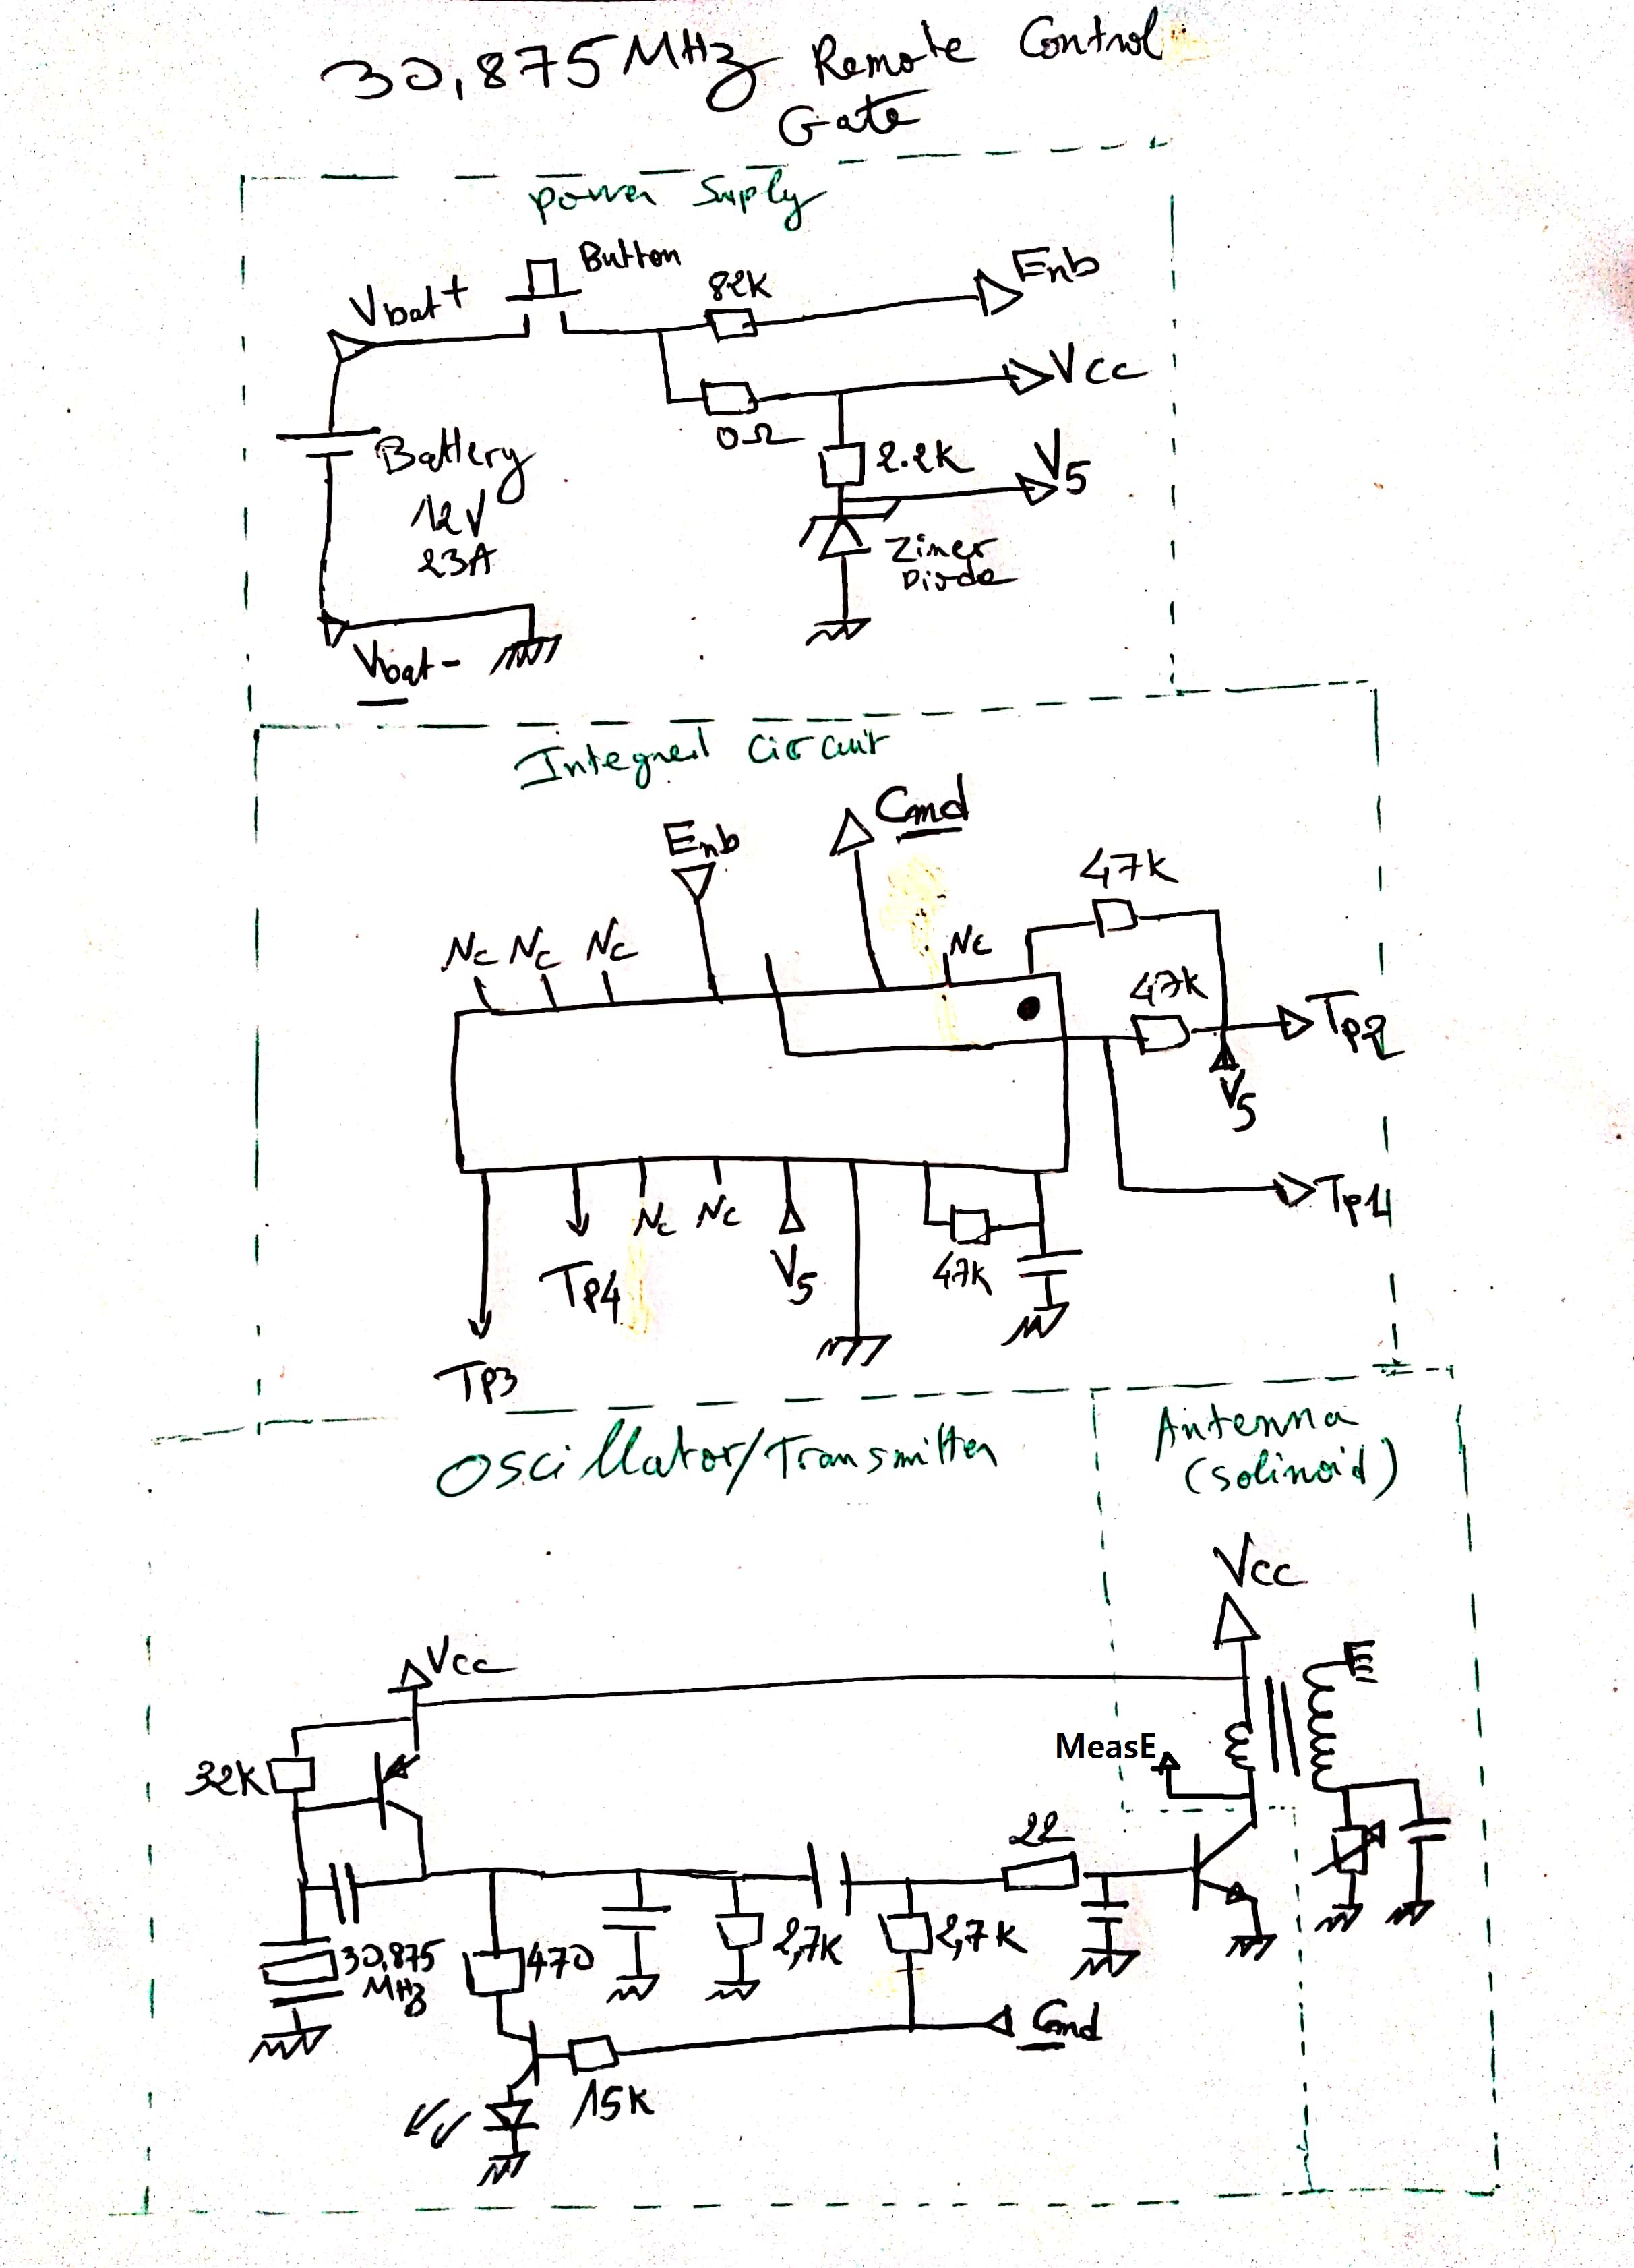 30,875MHz Remote Control
Gate
power Suply
Button
Vbat+
82K
Enb
Vcc
0Ω
Battery
12V
23A
2.2K
V5
Ziner
Diode
Vbat-
Integred Circuit
Enb
Cmd
47K
Nc Nc Nc
Nc
47K
Tp2
V5
Tp1
Nc Nc
V5
47K
Tp4
Tp3
Oscillator/Transmitter
Antenna
(Solinoid)
Vcc
Vcc
MeasE
32K
22
30,875
MHz
470
2,7K
2,7K
Cmd
15K